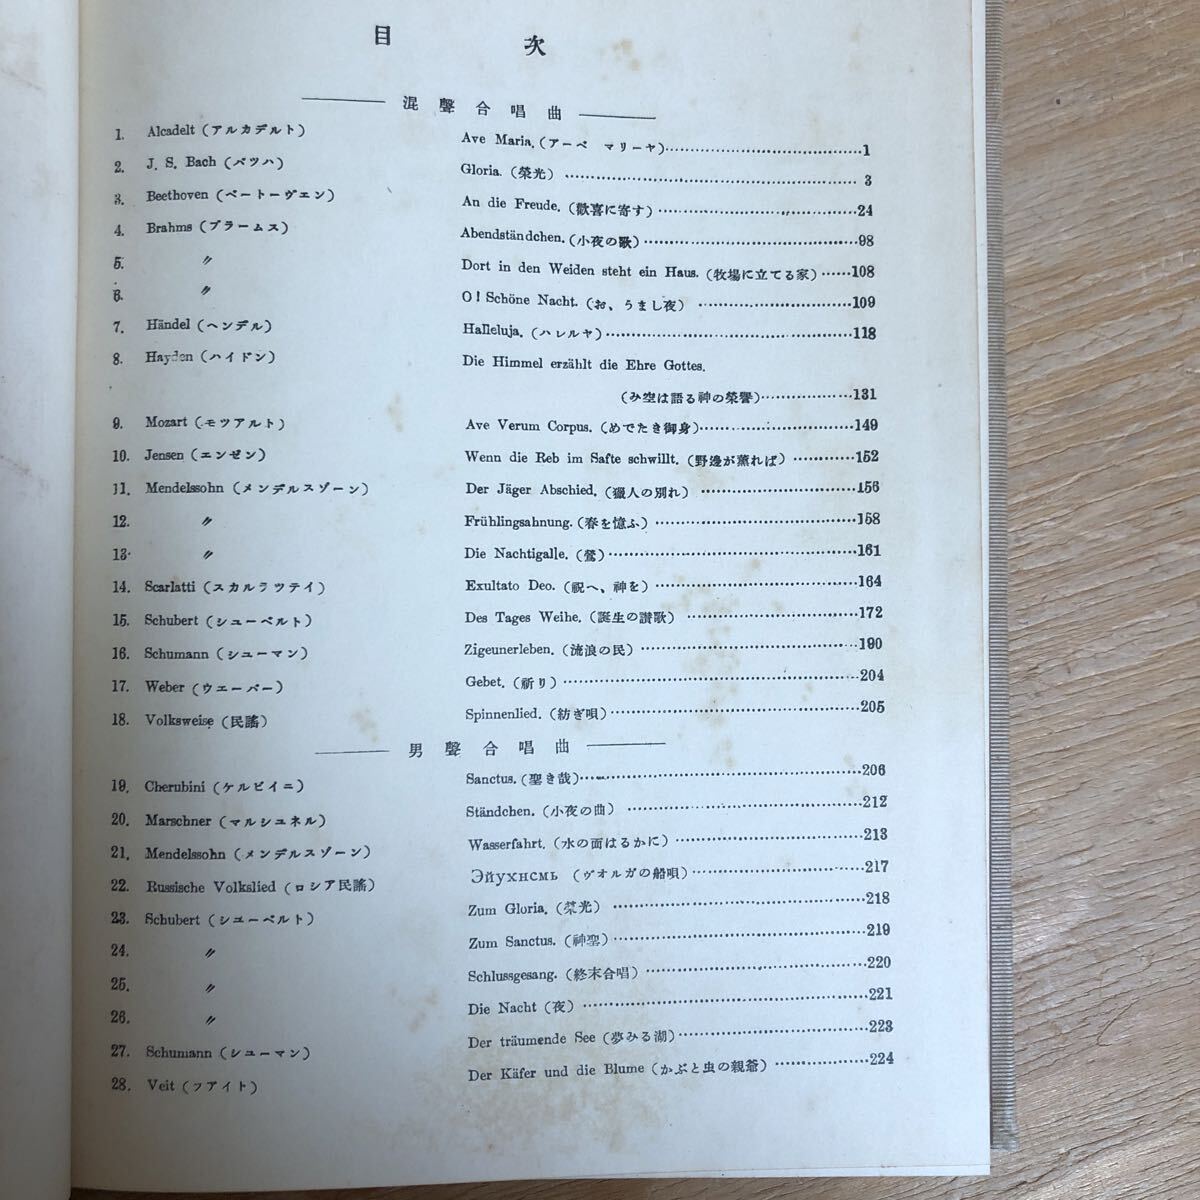 目次
混聲合唱曲
1. Alcadelt (アルカデルト) Ave Maria. (アーベ マリーヤ) 1
2. J. S. Bach (バツハ) Gloria. (榮光) 3
3. Beethoven (ベートーヴェン) An die Freude. (歡喜に寄す) 24
4. Brahms (ブラームス) Abendständchen. (小夜の歌) 98
5. 〃 Dort in den Weiden steht ein Haus. (牧場に立てる家) 108
6. 〃 O! Schöne Nacht. (お、うまし夜) 109
7. Händel (ヘンデル) Halleluja. (ハレルヤ) 118
8. Hayden (ハイドン) Die Himmel erzählt die Ehre Gottes.
(み空は語る神の榮譽) 131
9. Mozart (モツアルト) Ave Verum Corpus. (めでたき御身) 149
10. Jensen (エンゼン) Wenn die Reb im Safte schwillt. (野邊が薫れば) 152
11. Mendelssohn (メンデルスゾーン) Der Jäger Abschied. (獵人の別れ) 156
12. 〃 Frühlingsahnung. (春を憶ふ) 158
13. 〃 Die Nachtigalle. (鶯) 161
14. Scarlatti (スカルラツテイ) Exultato Deo. (祝へ、神を) 164
15. Schubert (シユーベルト) Des Tages Weihe. (誕生の讃歌) 172
16. Schumann (シユーマン) Zigeunerleben. (流浪の民) 190
17. Weber (ウエーバー) Gebet. (祈り) 204
18. Volksweise (民謠) Spinnenlied. (紡ぎ唄) 205
男聲合唱曲
19. Cherubini (ケルビイニ) Sanctus. (聖き哉) 206
20. Marschner (マルシユネル) Ständchen. (小夜の曲) 212
21. Mendelssohn (メンデルスゾーン) Wasserfahrt. (水の面はるかに) 213
22. Russische Volkslied (ロシア民謠) Эйухнсмь (ヴオルガの船唄) 217
23. Schubert (シユーベルト) Zum Gloria. (榮光) 218
24. 〃 Zum Sanctus. (神聖) 219
25. 〃 Schlussgesang. (終末合唱) 220
26. 〃 Die Nacht (夜) 221
27. Schumann (シユーマン) Der träumende See (夢みる湖) 223
28. Veit (フアイト) Der Käfer und die Blume (かぶと虫の親爺) 224